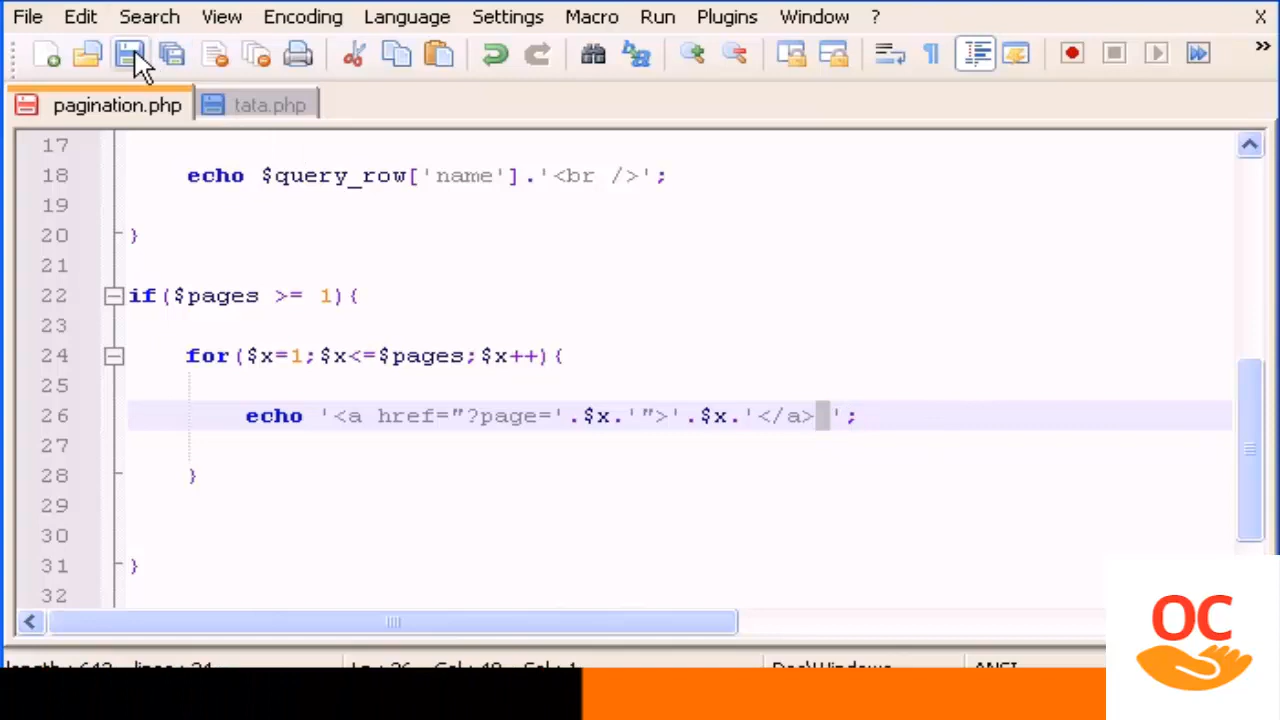 File Edit Search View Encoding Language Settings Macro Run Plugins Window ? X
pagination.php tata.php
17
18 echo $query_row['name'].'<br />';
19
20 }
21
22 if($pages >= 1){
23
24 for($x=1;$x<=$pages;$x++){
25
26 echo '<a href="?page='.$x.'">'.$x.'</a> ';
27
28 }
29
30
31 }
32
OC